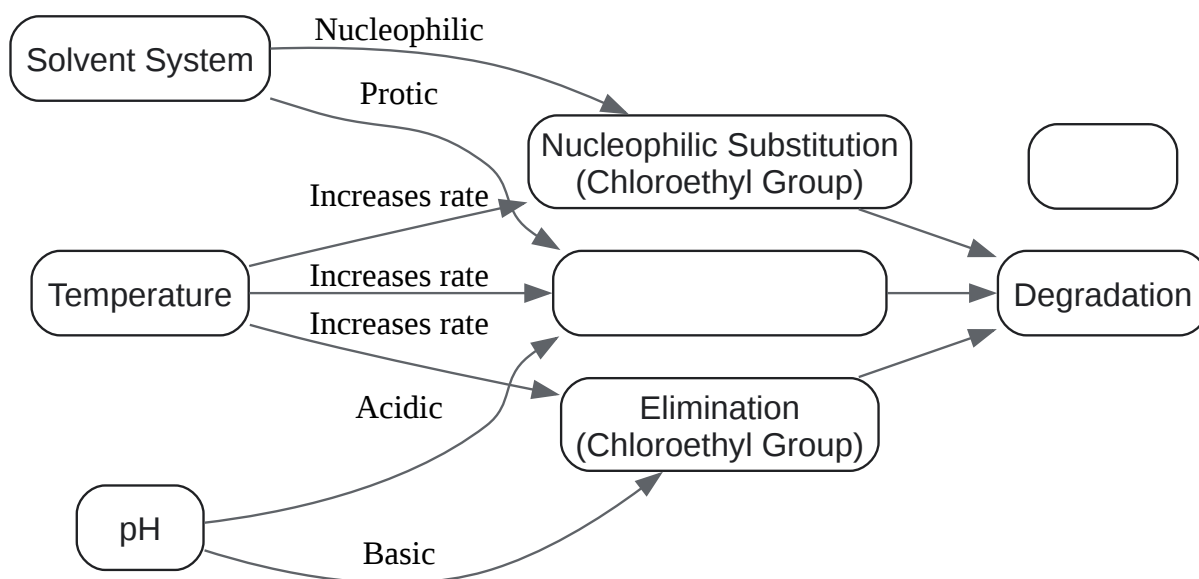 Nucleophilic
Solvent System
Protic
Nucleophilic Substitution
(Chloroethyl Group)
Increases rate
Temperature
Increases rate
Degradation
Increases rate
Acidic
Elimination
(Chloroethyl Group)
pH
Basic